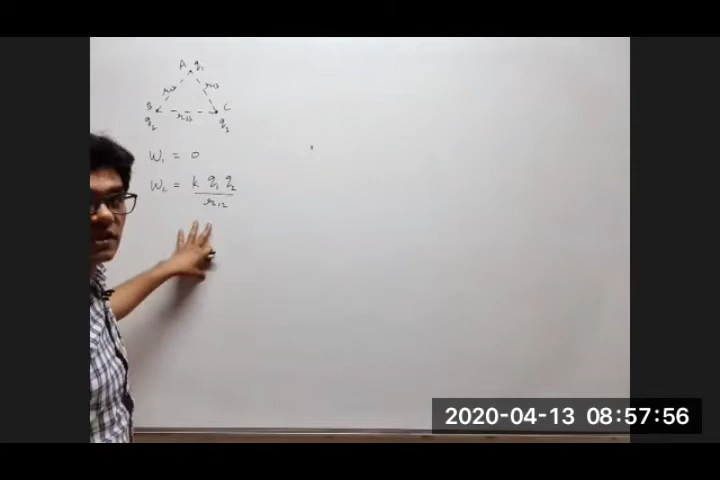 A q₁
r₁₂ r₁₃
B C
r₂₃
q₂ q₃
W₁ = 0
W₂ = k q₁ q₂
r₁₂
2020-04-13 08:57:56